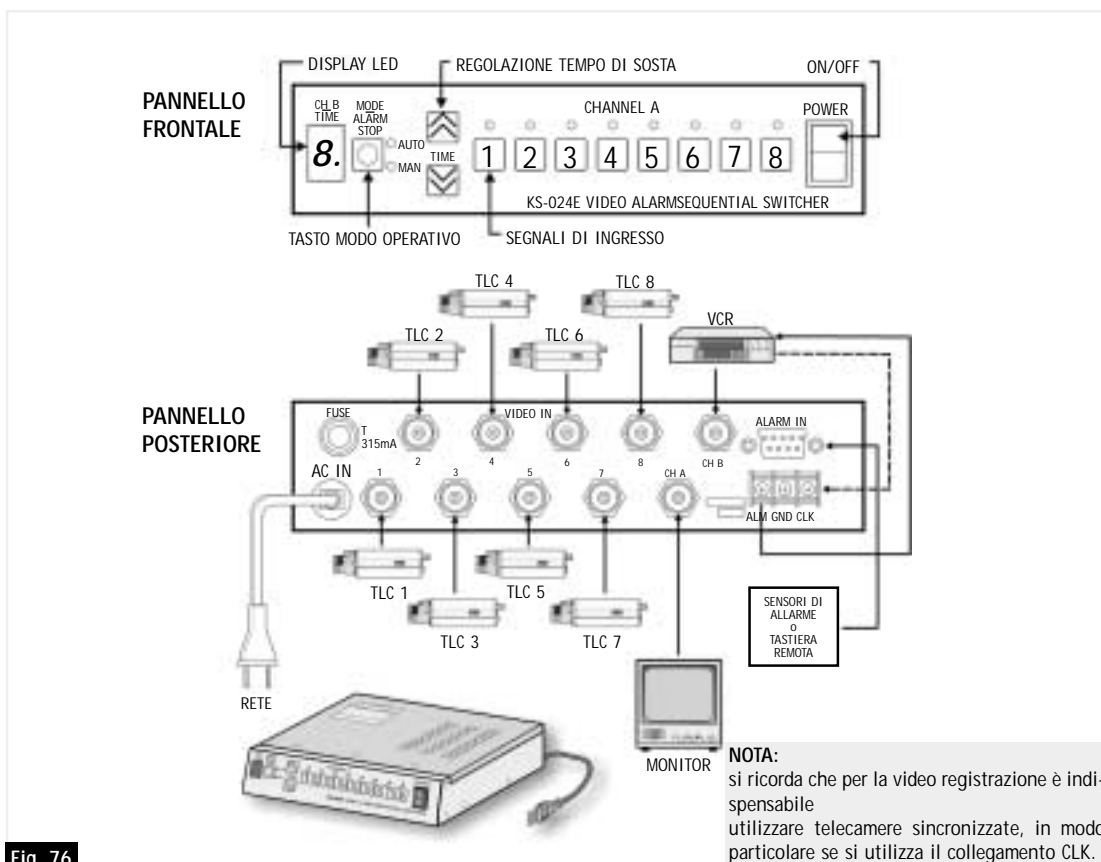 DISPLAY LED
REGOLAZIONE TEMPO DI SOSTA
ON/OFF
PANNELLO
FRONTALE
CH B
TIME
MODE
ALARM
STOP
AUTO
MAN
TIME
CHANNEL A
POWER
8.
1 2 3 4 5 6 7 8
KS-024E VIDEO ALARMSEQUENTIAL SWITCHER
TASTO MODO OPERATIVO
SEGNALI DI INGRESSO
TLC 4
TLC 8
TLC 2
TLC 6
VCR
PANNELLO
POSTERIORE
FUSE
T
315mA
VIDEO IN
ALARM IN
2 4 6 8 CH B
AC IN
1 3 5 7 CH A
ALM GND CLK
TLC 1
TLC 5
TLC 3
TLC 7
SENSORI DI
ALLARME
o
TASTIERA
REMOTA
RETE
MONITOR
NOTA:
si ricorda che per la video registrazione è indi-
spensabile
utilizzare telecamere sincronizzate, in modo
particolare se si utilizza il collegamento CLK.
Fig. 76